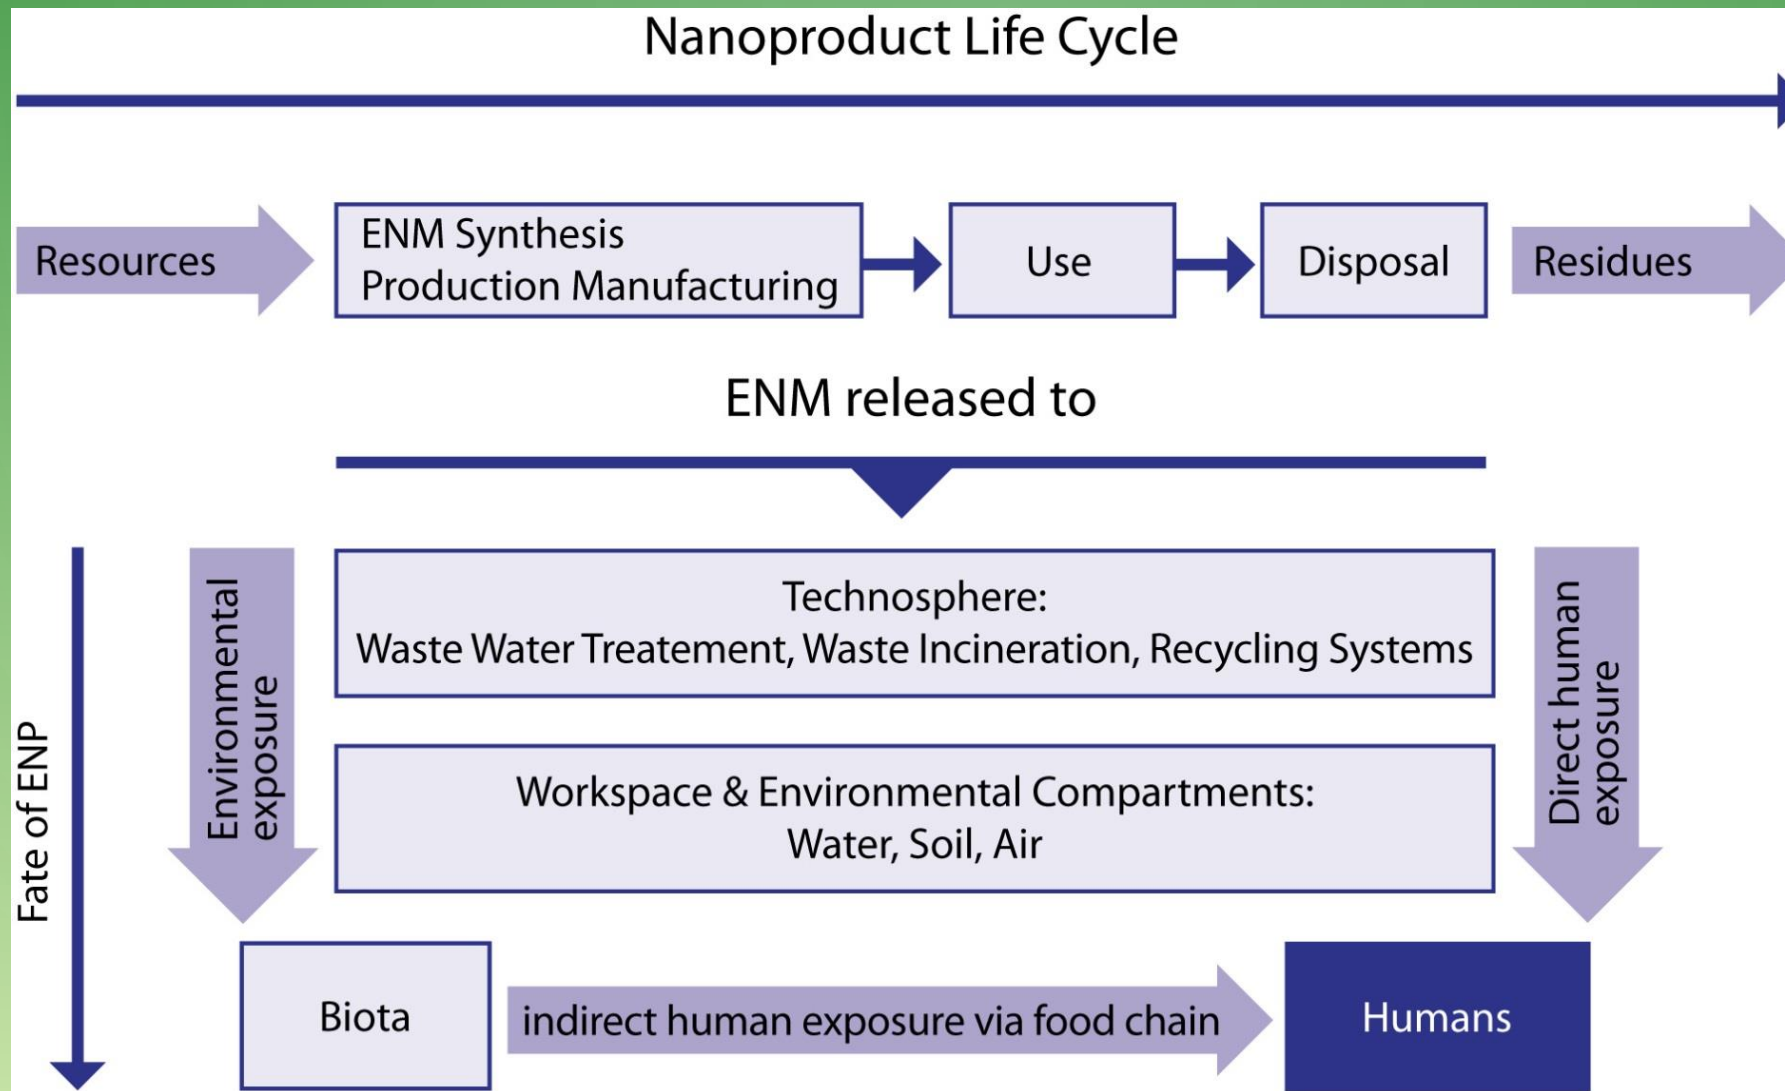 Nanoproduct Life Cycle
Resources
ENM Synthesis
Production Manufacturing
Use
Disposal
Residues
ENM released to
Fate of ENP
Environmental
exposure
Technosphere:
Waste Water Treatement, Waste Incineration, Recycling Systems
Workspace & Environmental Compartments:
Water, Soil, Air
Direct human
exposure
Biota
indirect human exposure via food chain
Humans